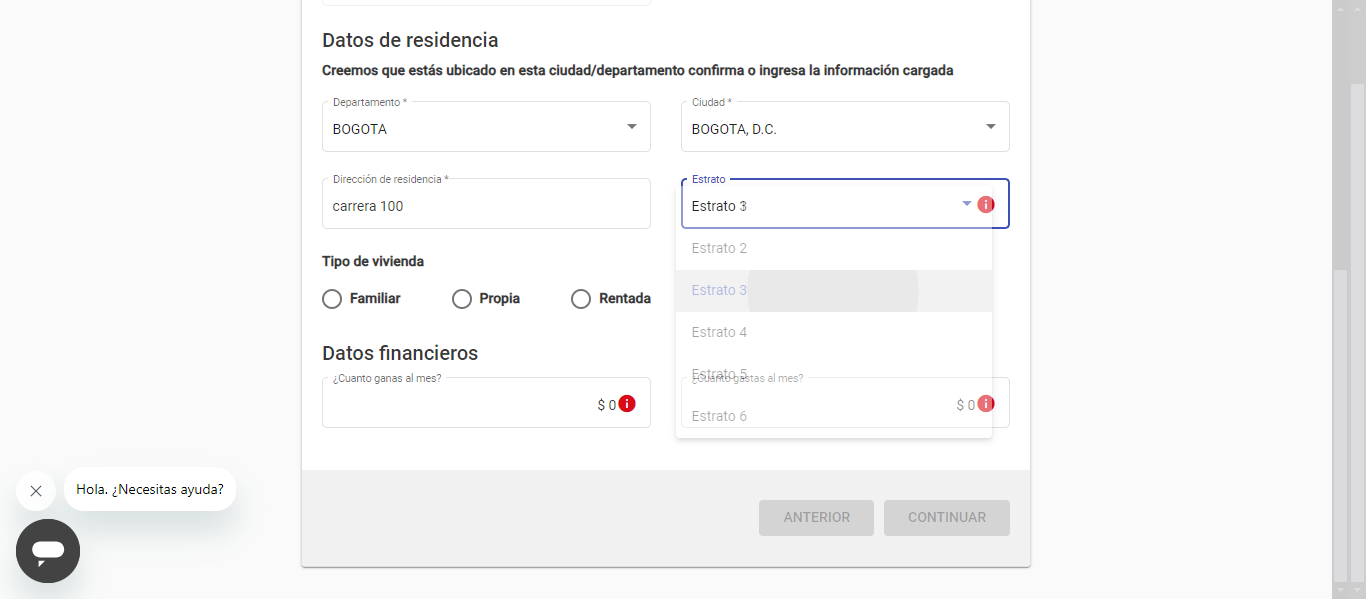 Datos de residencia
Creemos que estás ubicado en esta ciudad/departamento confirma o ingresa la información cargada
Departamento *
BOGOTA
Ciudad *
BOGOTA, D.C.
Dirección de residencia *
carrera 100
Estrato
Estrato 3
Estrato 2
Estrato 3
Estrato 4
Estrato 5
Estrato 6
Tipo de vivienda
Familiar
Propia
Rentada
Datos financieros
¿Cuanto ganas al mes?
$ 0
¿Cuanto gastas al mes?
$ 0
ANTERIOR
CONTINUAR
Hola. ¿Necesitas ayuda?